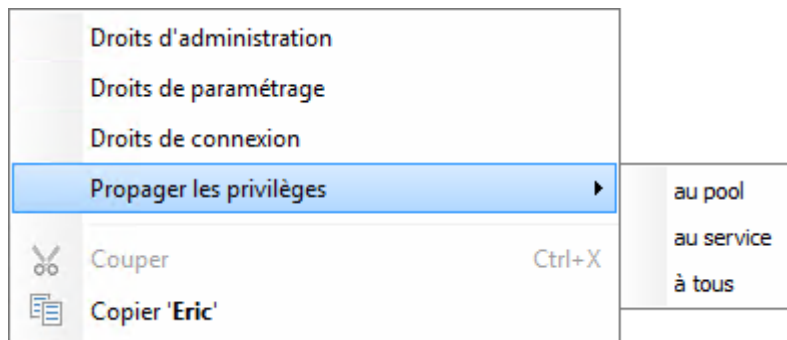 Droits d'administration
Droits de paramétrage
Droits de connexion
Propager les privilèges
au pool
au service
à tous
Couper Ctrl+X
Copier 'Eric'